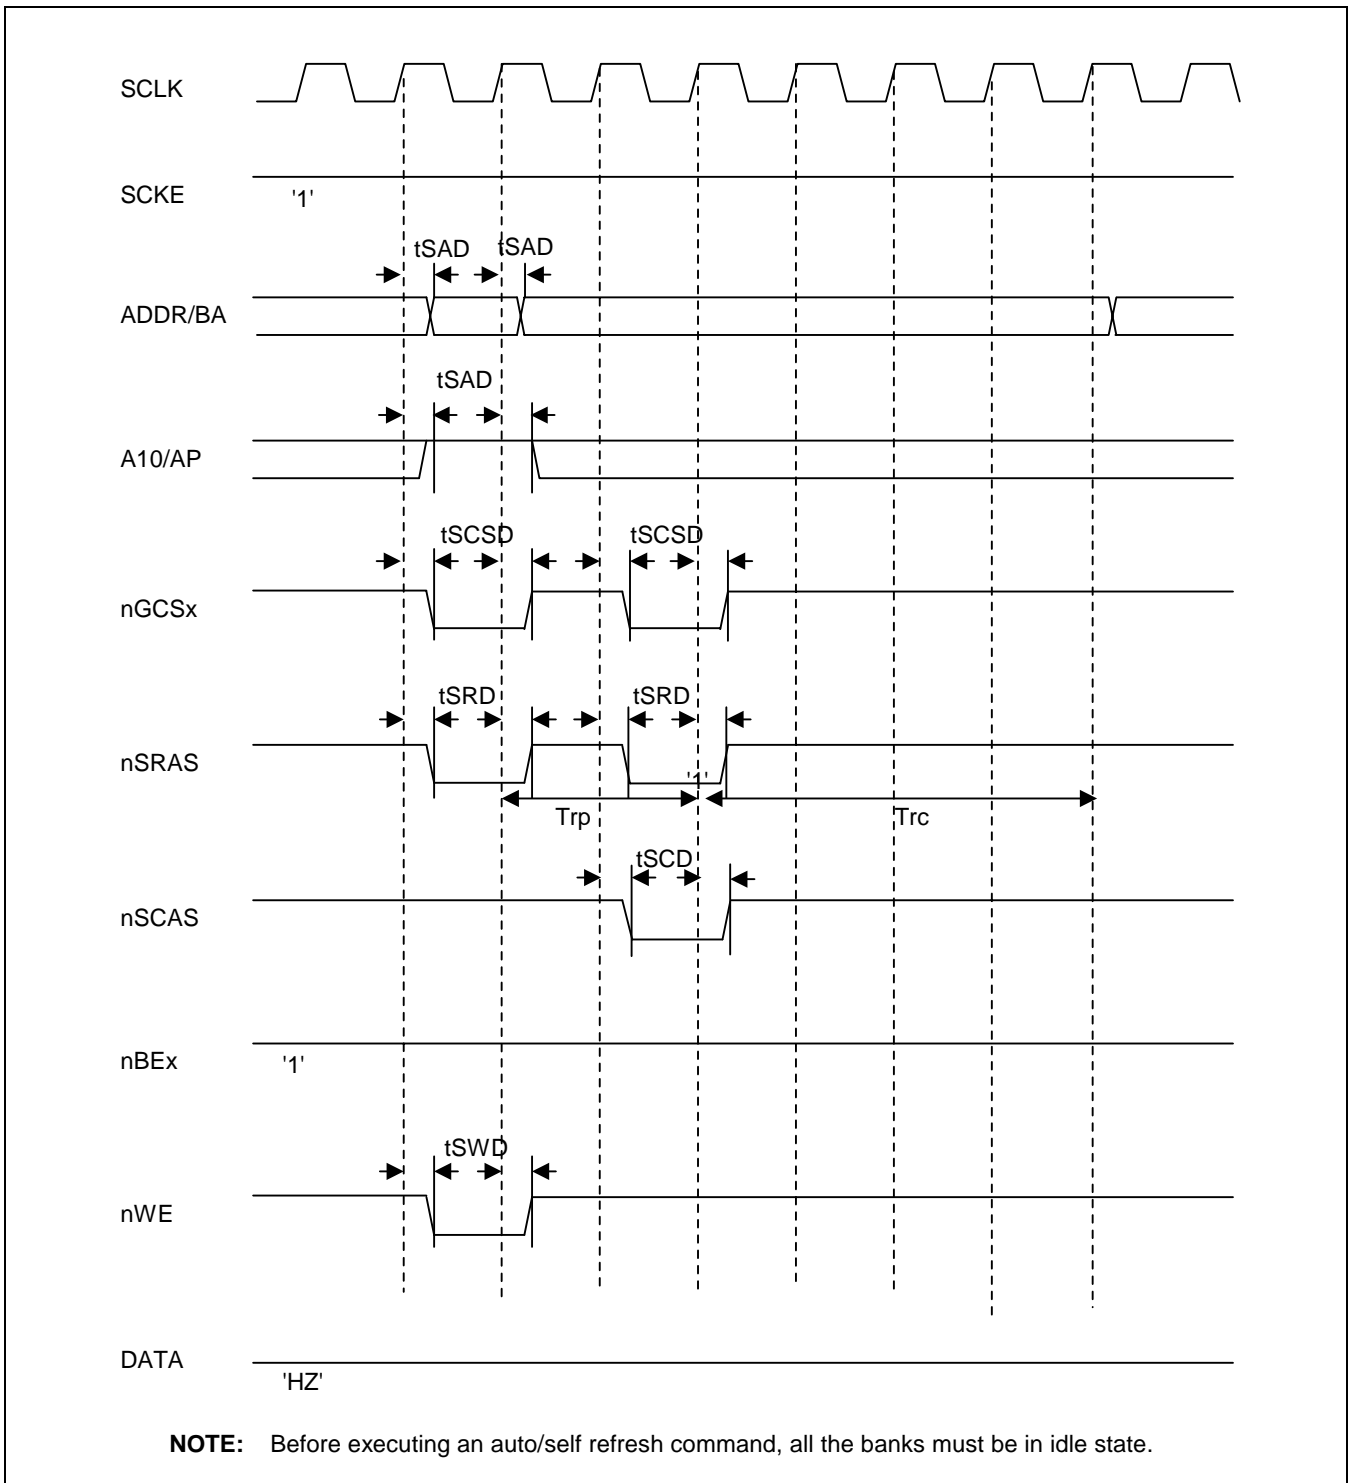 SCLK
SCKE
'1'
tSAD
tSAD
ADDR/BA
tSAD
A10/AP
tSCSD
tSCSD
nGCSx
tSRD
tSRD
nSRAS
'1'
Trp
Trc
tSCD
nSCAS
nBEx
'1'
tSWD
nWE
DATA
'HZ'
NOTE: Before executing an auto/self refresh command, all the banks must be in idle state.